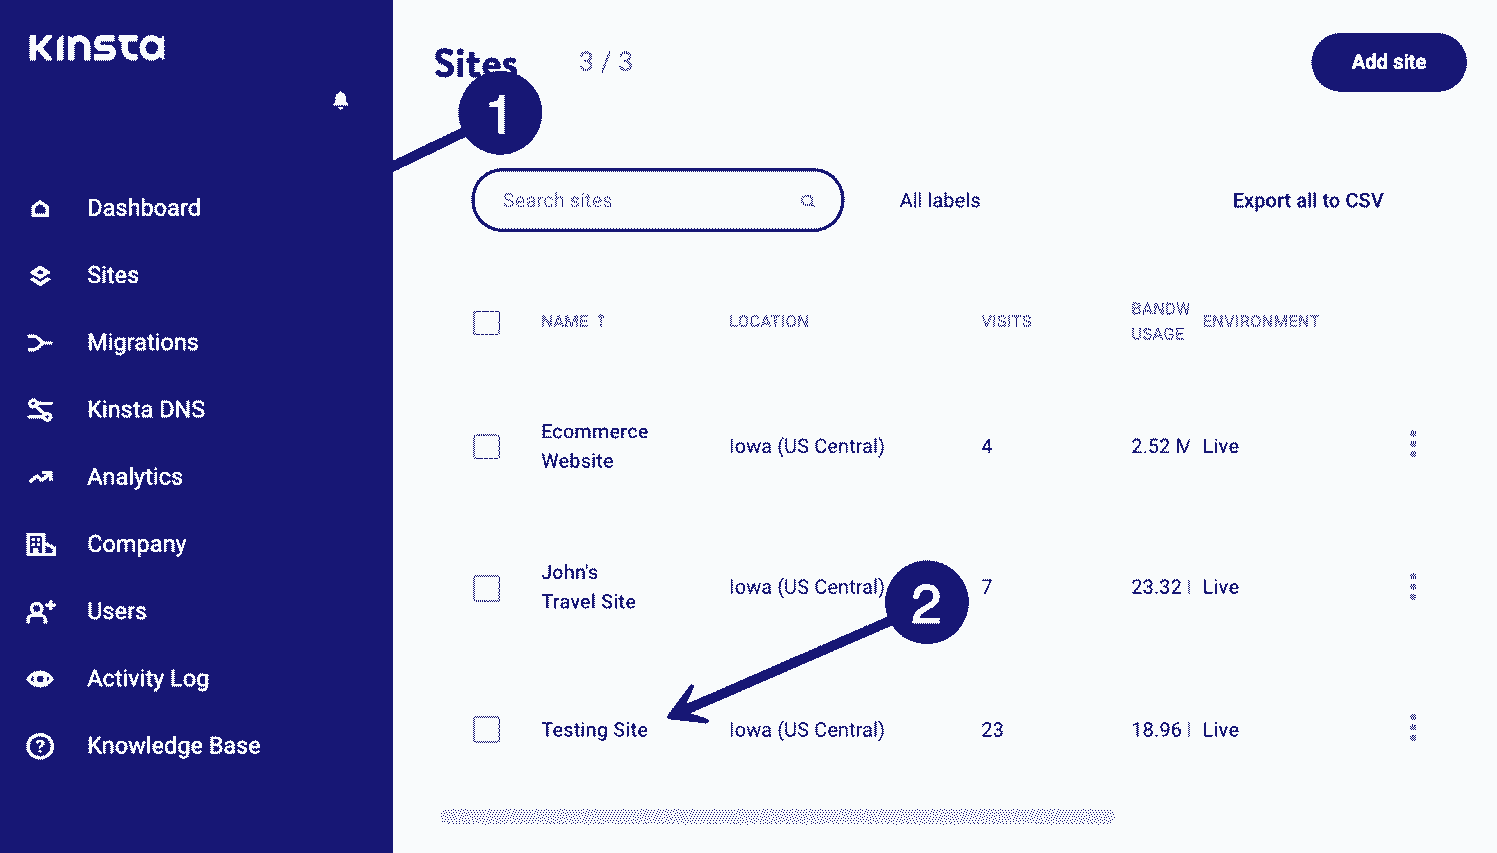 Kinsta
Dashboard
Sites
Migrations
Kinsta DNS
Analytics
Company
Users
Activity Log
Knowledge Base
Sites 3 / 3
Add site
1
Search sites
All labels
Export all to CSV
NAME ↑ LOCATION VISITS BANDW USAGE ENVIRONMENT
Ecommerce Website Iowa (US Central) 4 2.52 M Live
John's Travel Site Iowa (US Central) 7 23.32 Live
2
Testing Site Iowa (US Central) 23 18.96 Live